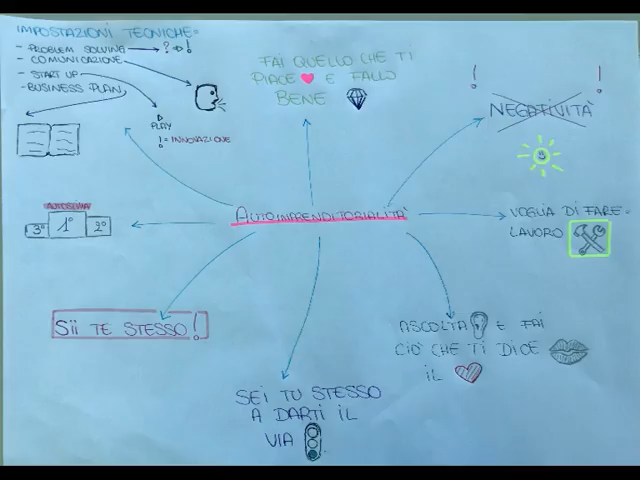 IMPOSTAZIONI TECNICHE:
- PROBLEM SOLVING → ? → !
- COMUNICAZIONE
- START UP
- BUSINESS PLAN
PLAY
! = INNOVAZIONE
FAI QUELLO CHE TI
PIACE E FALLO
BENE
! !
NEGATIVITÀ
AUTOIMPRENDITORIALITÀ
VOGLIA DI FARE -
LAVORO
AUTOSTIMA
3° 1° 2°
SII TE STESSO!
ASCOLTA E FAI
CIÒ CHE TI DICE
IL
SEI TU STESSO
A DARTI IL
VIA